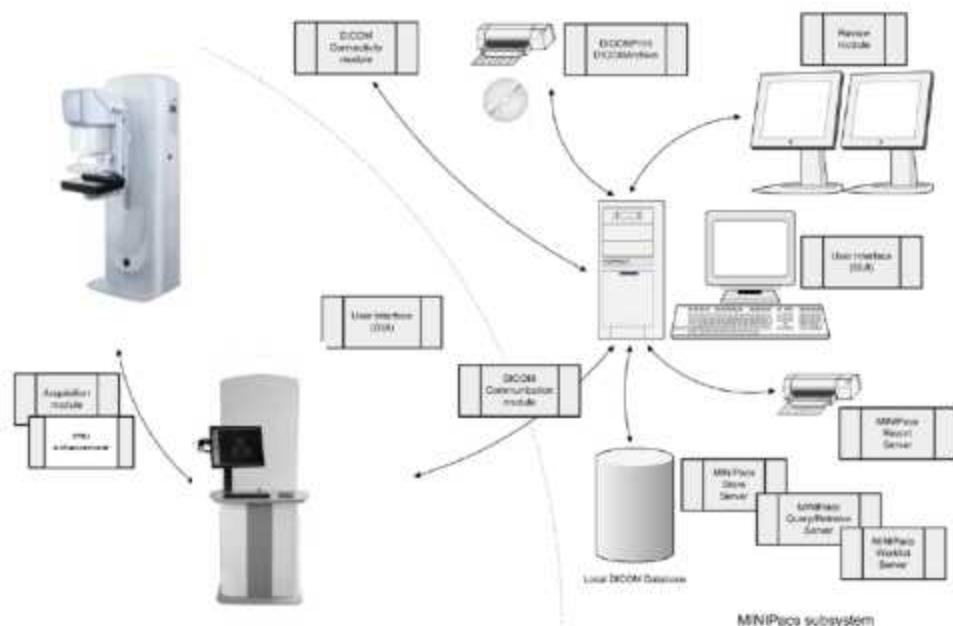 DICOM
Connectivity
module
DICOMPrint
DICOMArchive
Review
module
User Interface
(GUI)
User Interface
(GUI)
DICOM
Communication
module
Acquisition
module
MINIPacs
Report
Server
MINIPacs
Store
Server
MINIPacs
Query/Retrieve
Server
MINIPacs
Worklist
Server
Local DICOM Database
MINIPacs subsystem